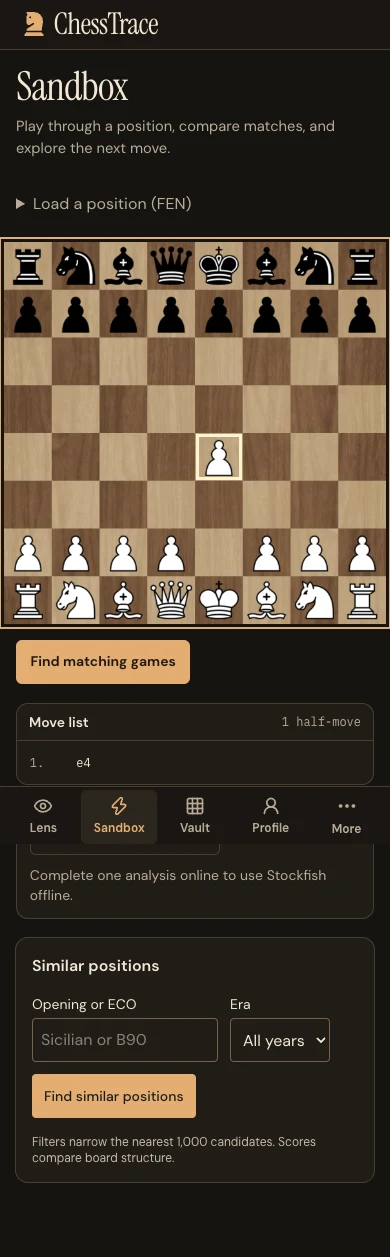 ChessTrace
Sandbox
Play through a position, compare matches, and
explore the next move.
Load a position (FEN)
Find matching games
Move list 1 half-move
1. e4
Lens Sandbox Vault Profile More
Complete one analysis online to use Stockfish
offline.
Similar positions
Opening or ECO Era
Sicilian or B90 All years
Find similar positions
Filters narrow the nearest 1,000 candidates. Scores
compare board structure.